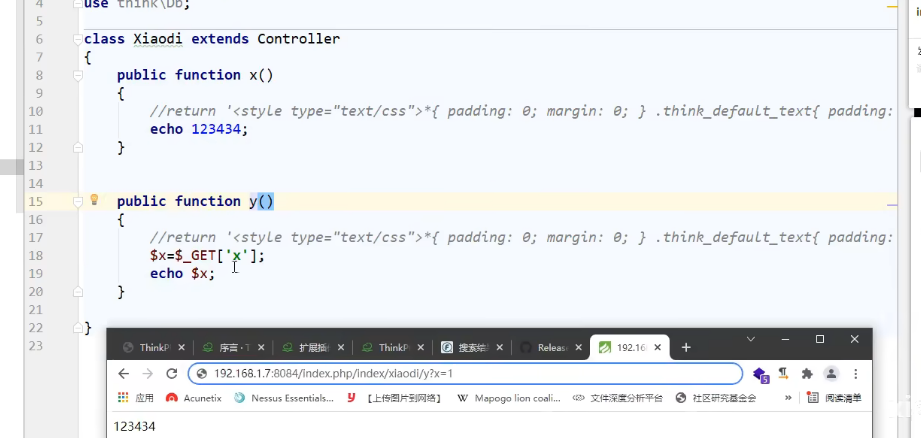 4 use think\Db;
5
6 class Xiaodi extends Controller
7 {
8 public function x()
9 {
10 //return '<style type="text/css">*{ padding: 0; margin: 0; } .think_default_text{ padding:
11 echo 123434;
12 }
13
14
15 public function y()
16 {
17 //return '<style type="text/css">*{ padding: 0; margin: 0; } .think_default_text{ padding:
18 $x=$_GET['x'];
19 echo $x;
20 }
21
22 }
23
ThinkP 序言 · T 扩展插 ThinkP 搜索结 Release 192.16
192.168.1.7:8084/index.php/index/xiaodi/y?x=1
5
应用 Acunetix Nessus Essentials... 【上传图片到网络】 Mapogo lion coali... 文件深度分析平台 社区研究基金会 » 阅读清单
123434